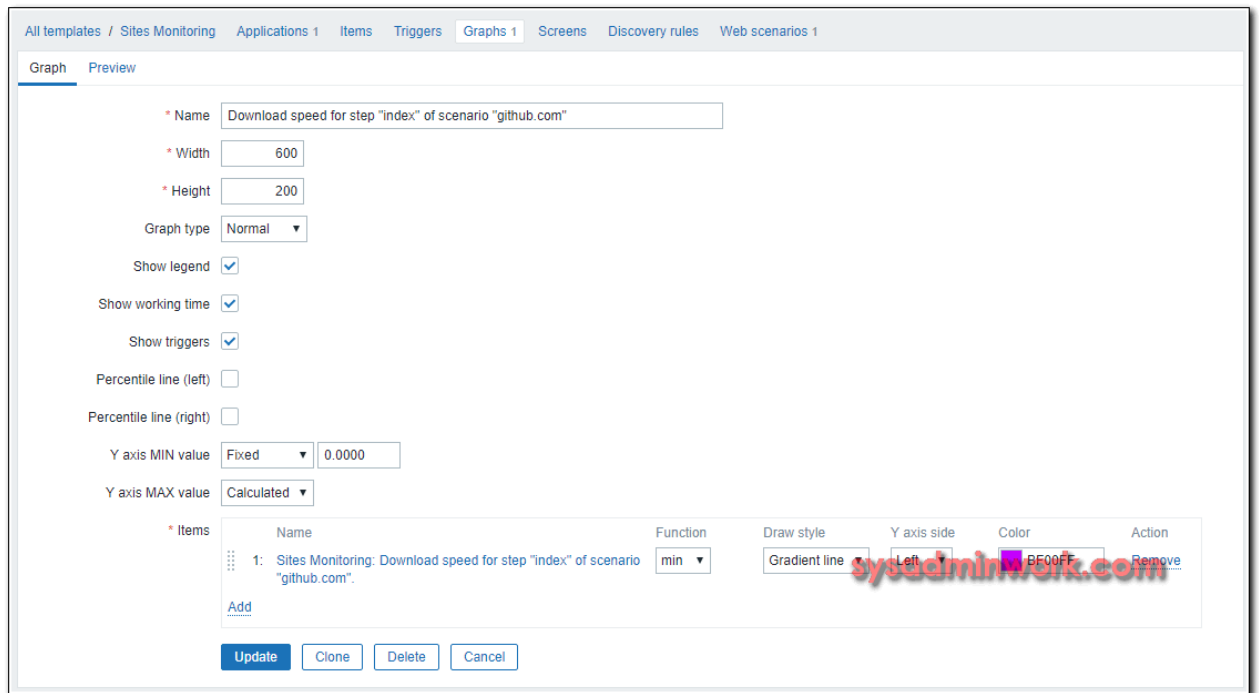 All templates / Sites Monitoring Applications 1 Items Triggers Graphs 1 Screens Discovery rules Web scenarios 1
Graph Preview
* Name Download speed for step "index" of scenario "github.com"
* Width 600
* Height 200
Graph type Normal
Show legend
Show working time
Show triggers
Percentile line (left)
Percentile line (right)
Y axis MIN value Fixed 0.0000
Y axis MAX value Calculated
* Items Name Function Draw style Y axis side Color Action
1: Sites Monitoring: Download speed for step "index" of scenario min Gradient line Left BF00FF Remove
"github.com".
sysadminwork.com
Add
Update Clone Delete Cancel